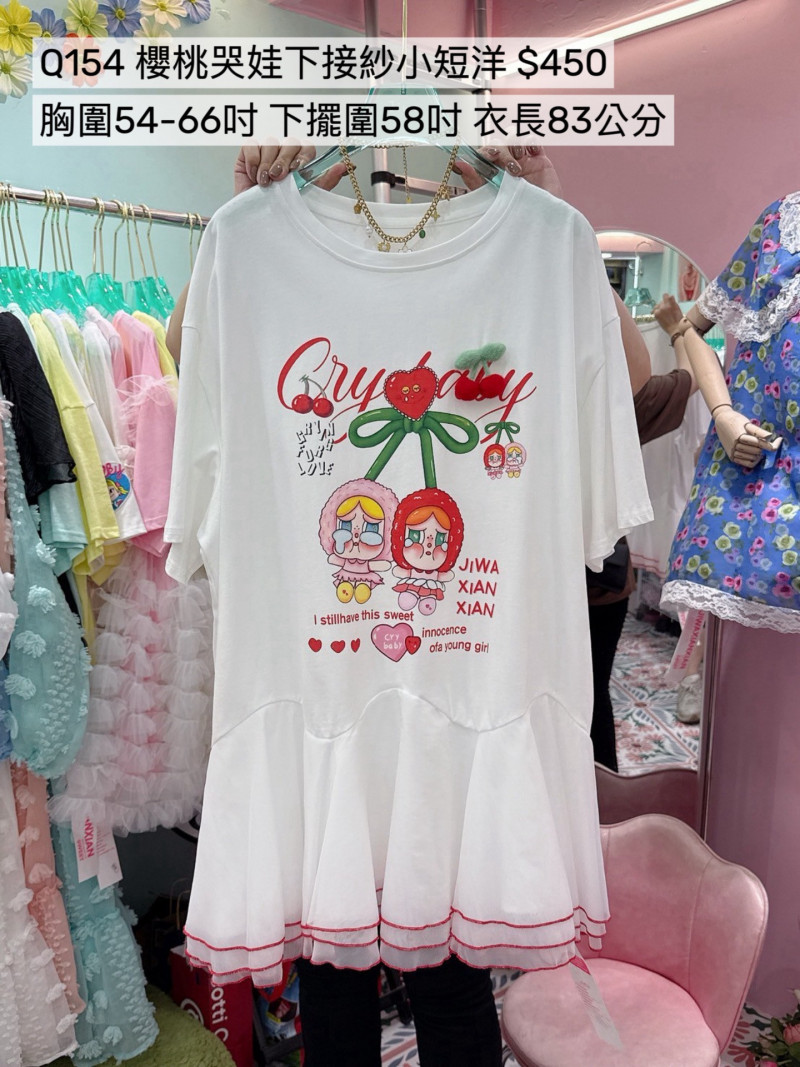 Q154 櫻桃哭娃下接紗小短洋 $450
胸圍54-66吋 下擺圍58吋 衣長83公分
Crybaby
LOVE
JIWA
XIAN
XIAN
I stillhave this sweet
innocence
ofa young girl
cry
baby